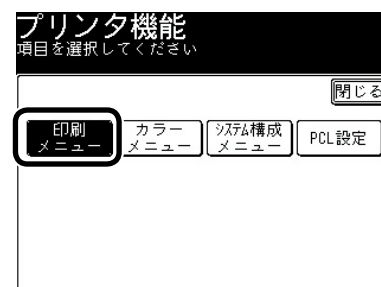 プリンタ機能
項目を選択してください
閉じる
印刷
メニュー
カラー
メニュー
ｼｽﾃﾑ構成
メニュー
PCL設定